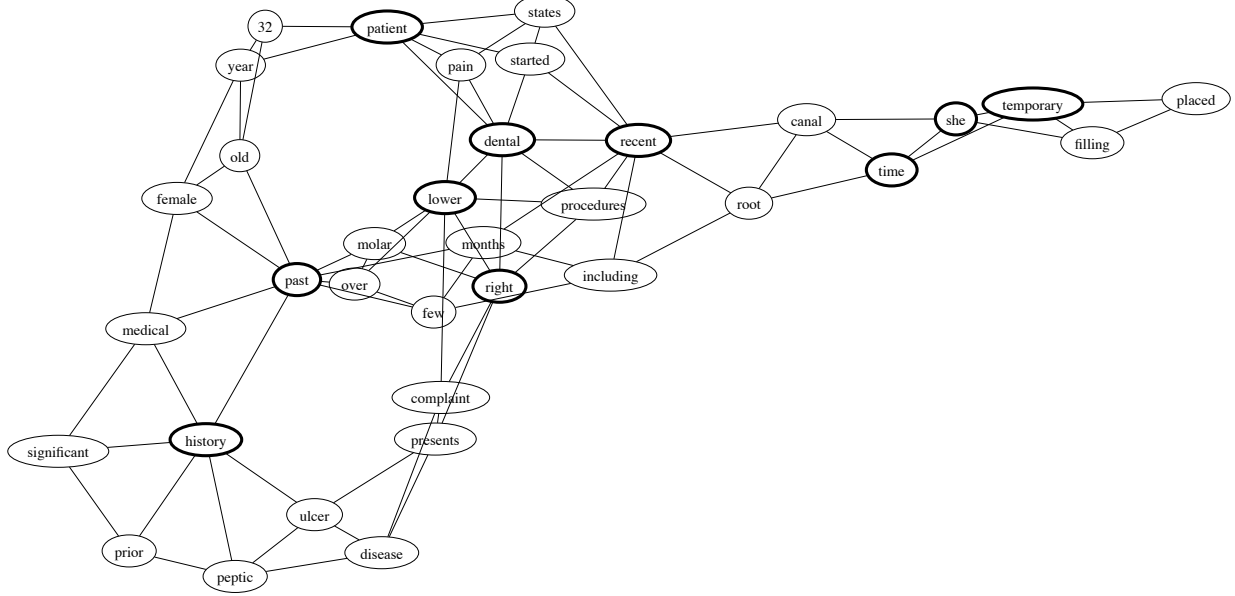 states
32
patient
year
pain
started
placed
temporary
canal
she
filling
dental
recent
old
time
female
lower
procedures
root
molar
months
past
over
right
including
few
medical
complaint
history
presents
significant
ulcer
prior
disease
peptic